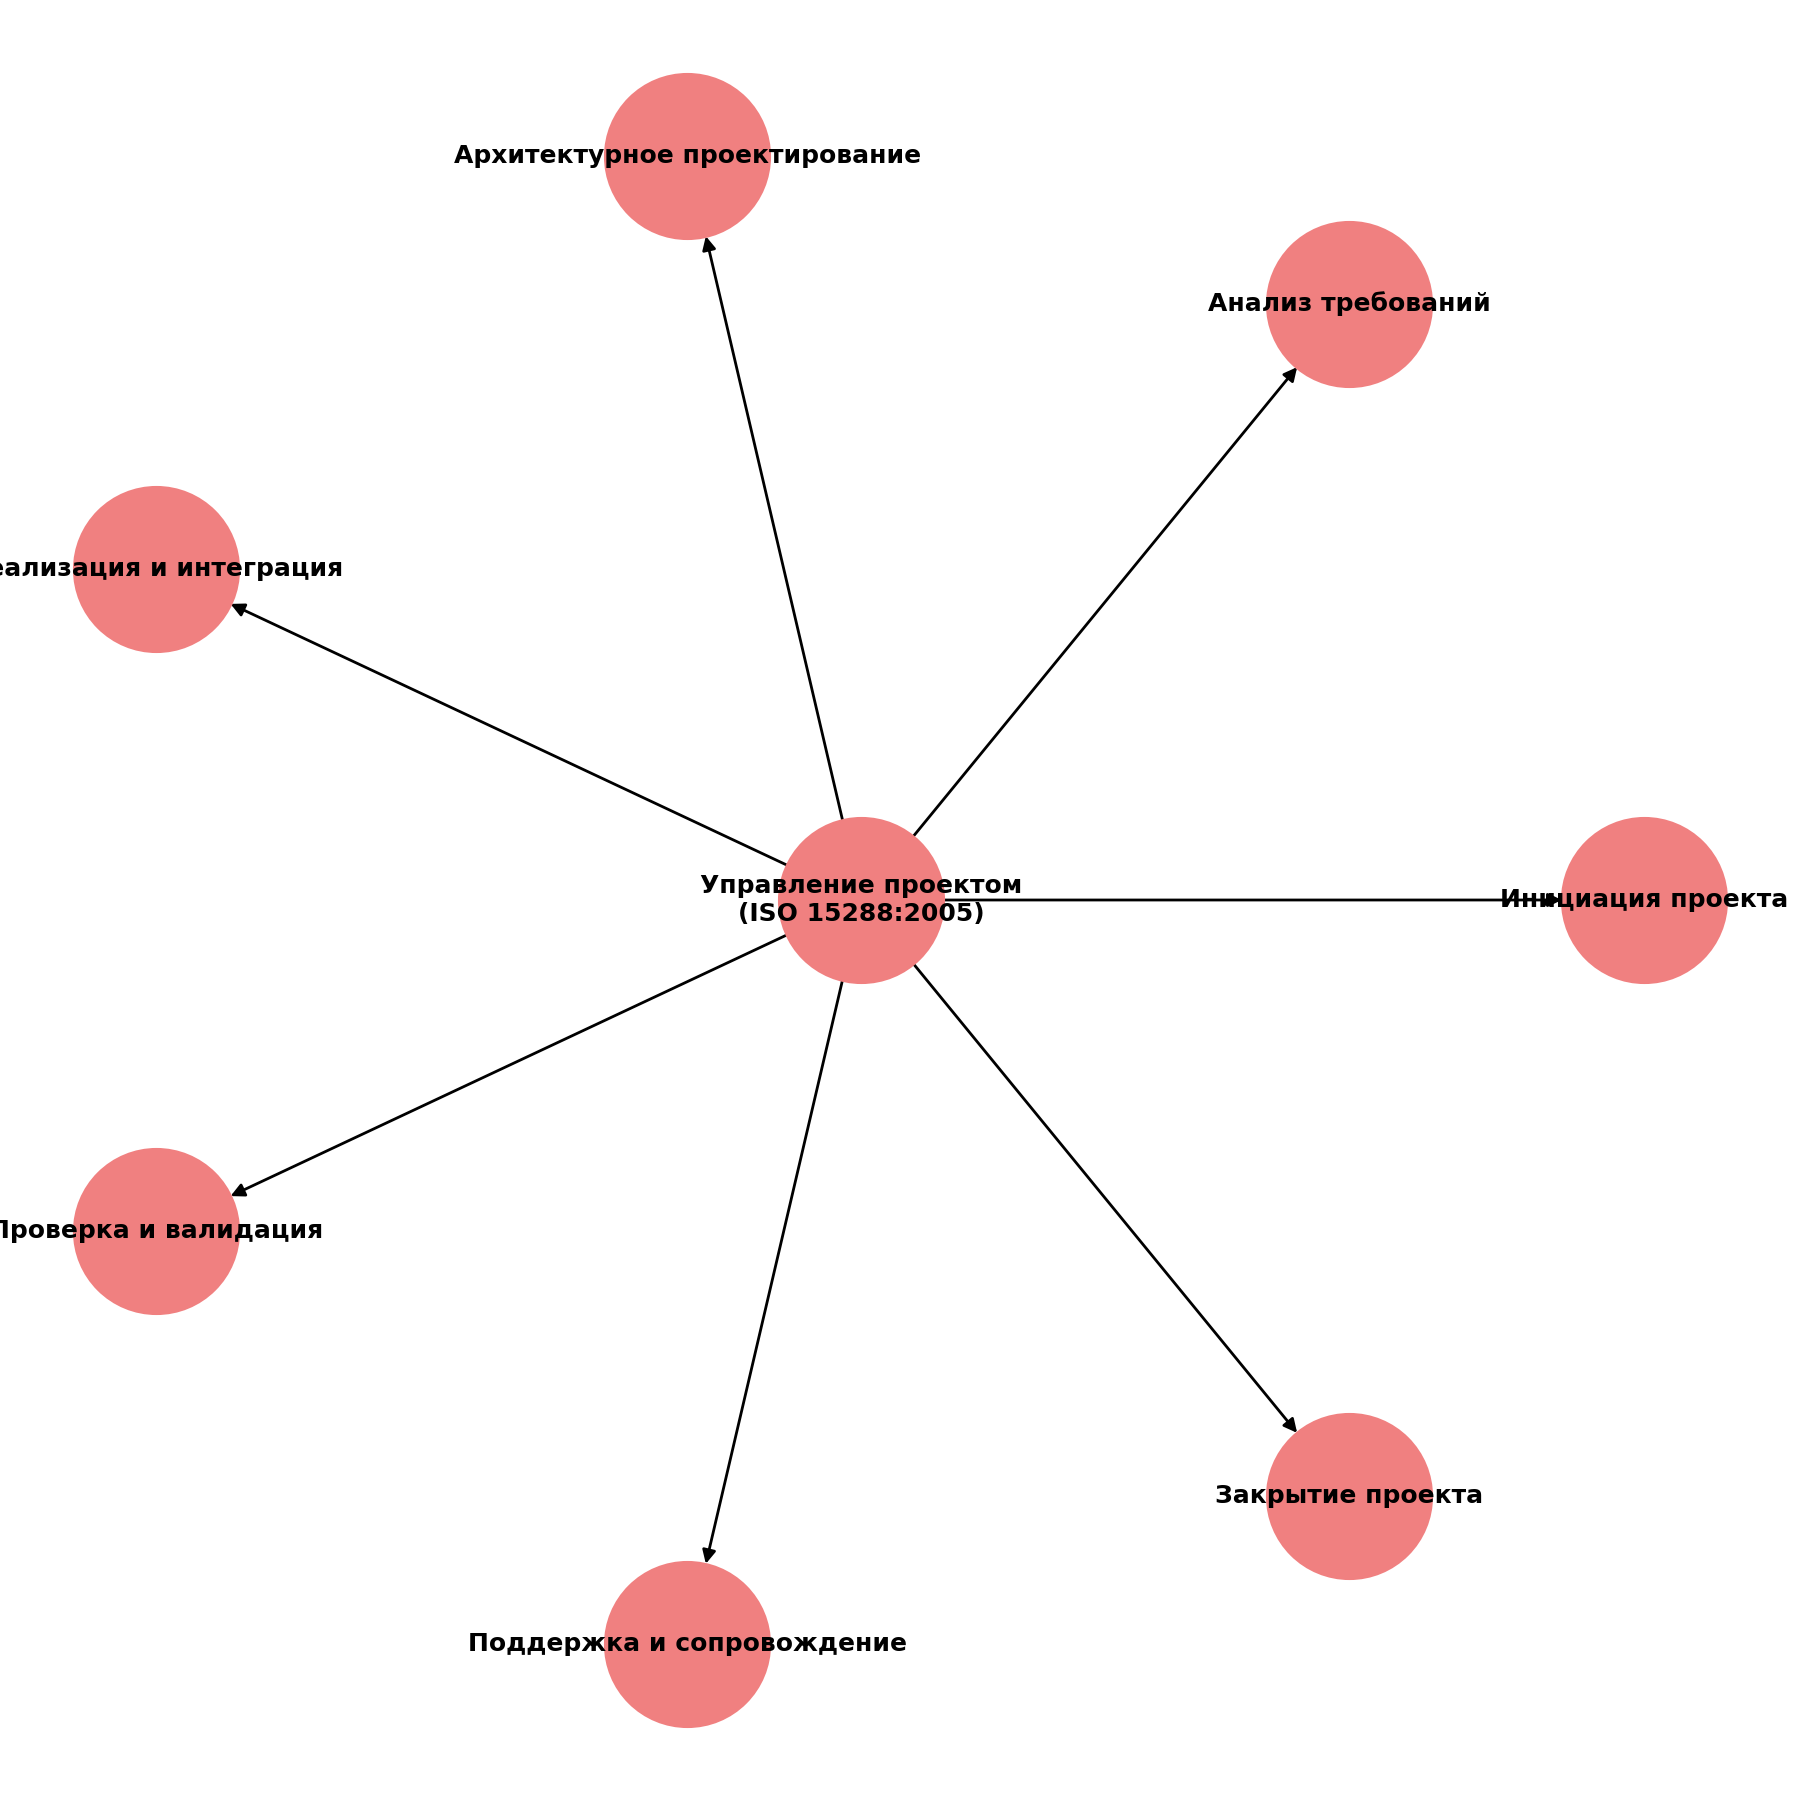 Архитектурное проектирование
Анализ требований
еализация и интеграция
Управление проектом
(ISO 15288:2005)
Инициация проекта
Проверка и валидация
Закрытие проекта
Поддержка и сопровождение